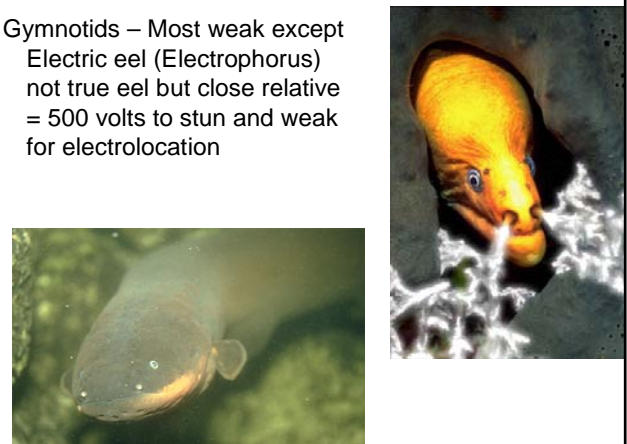 Gymnotids – Most weak except
Electric eel (Electrophorus)
not true eel but close relative
= 500 volts to stun and weak
for electrolocation